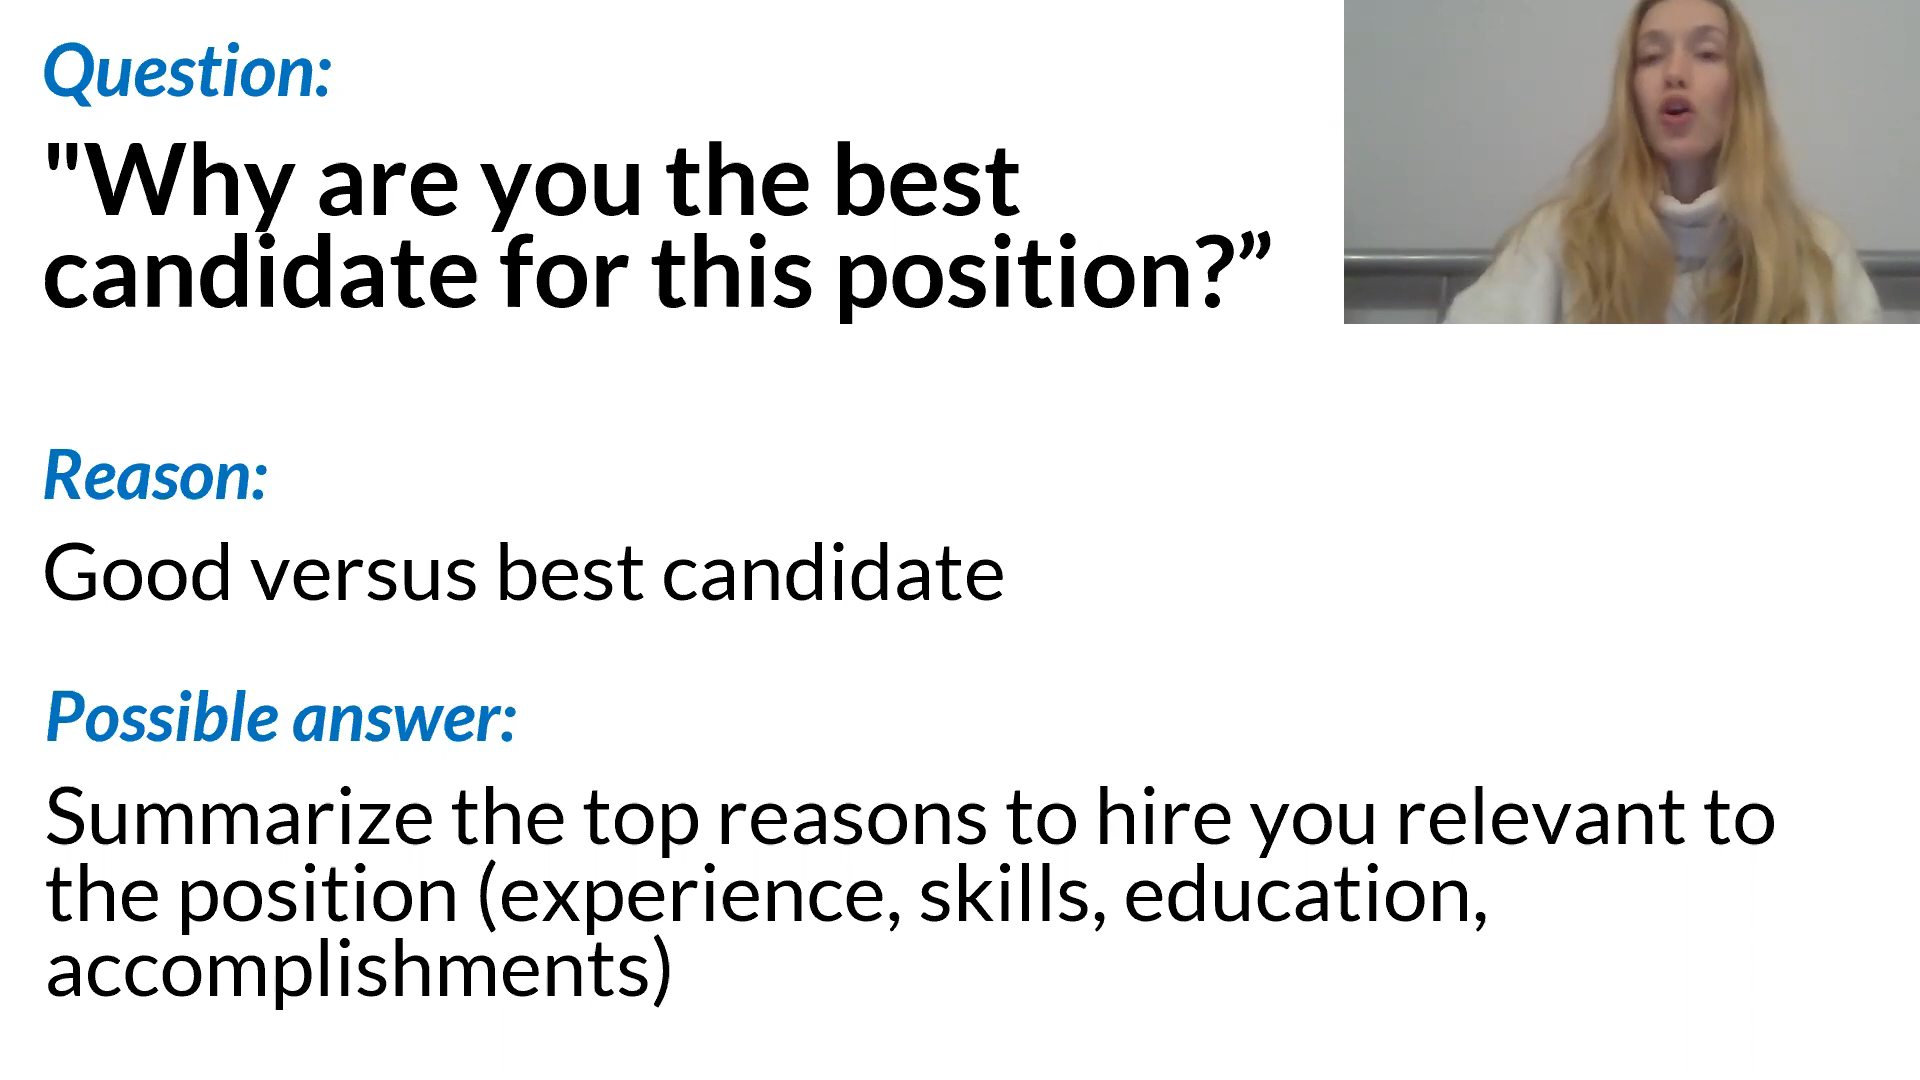 Question:
"Why are you the best
candidate for this position?”
Reason:
Good versus best candidate
Possible answer:
Summarize the top reasons to hire you relevant to
the position (experience, skills, education,
accomplishments)